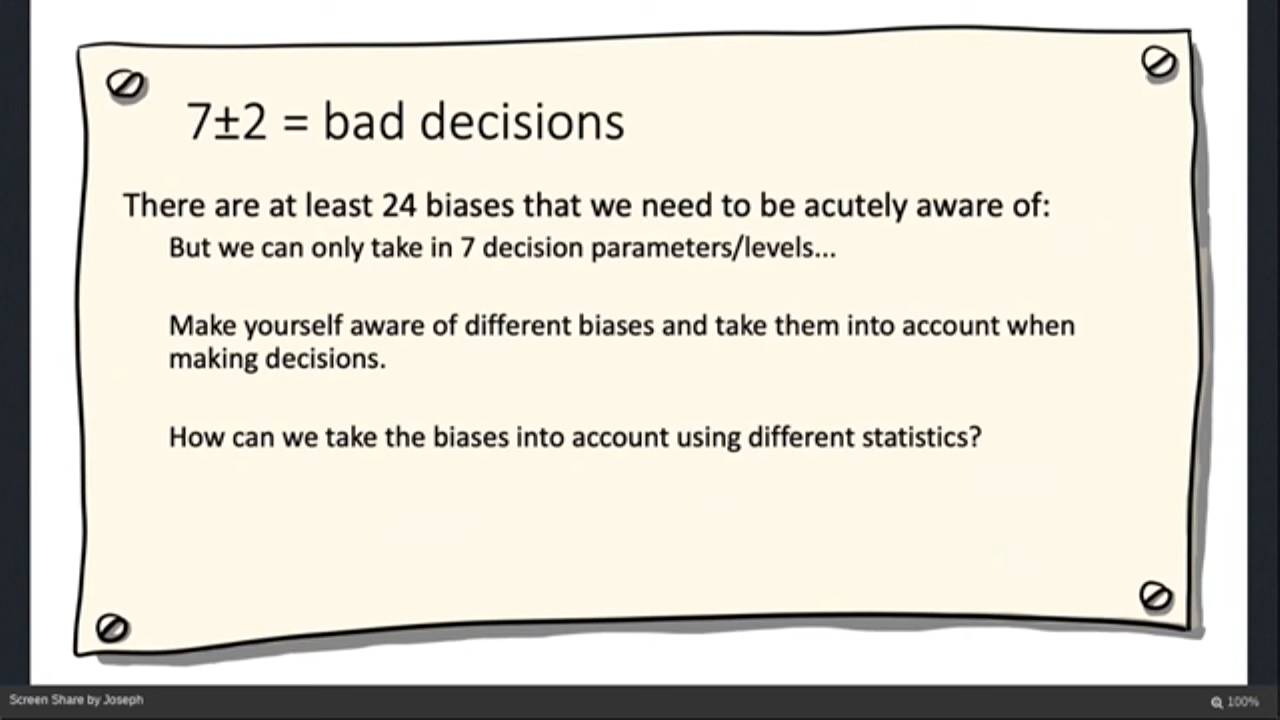 7±2 = bad decisions
There are at least 24 biases that we need to be acutely aware of:
But we can only take in 7 decision parameters/levels...
Make yourself aware of different biases and take them into account when
making decisions.
How can we take the biases into account using different statistics?
Screen Share by Joseph
100%